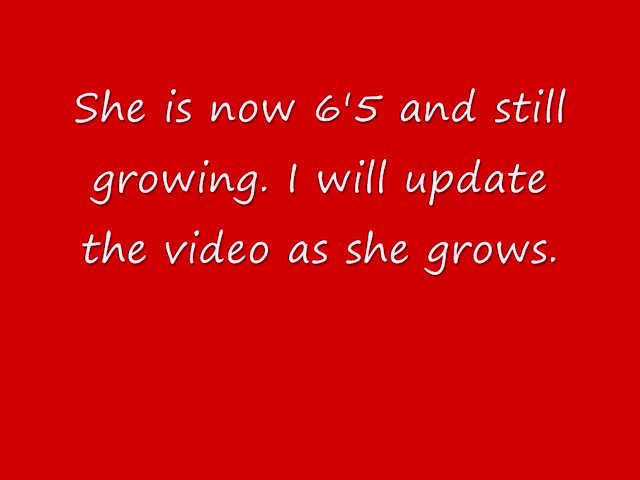 She is now 6'5 and still
growing. I will update
the video as she grows.